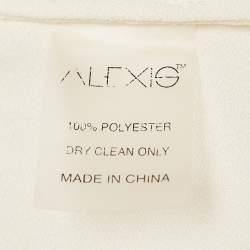 ALEXIS™
100% POLYESTER
DRY CLEAN ONLY
MADE IN CHINA